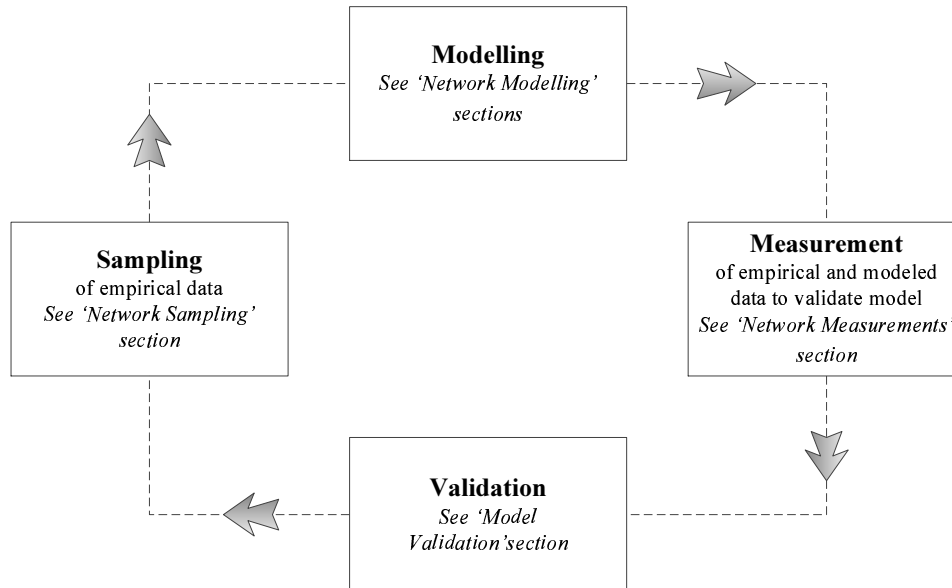 Modelling
See ‘Network Modelling’
sections
Sampling
of empirical data
See ‘Network Sampling’
section
Measurement
of empirical and modeled
data to validate model
See ‘Network Measurements’
section
Validation
See ‘Model
Validation’section